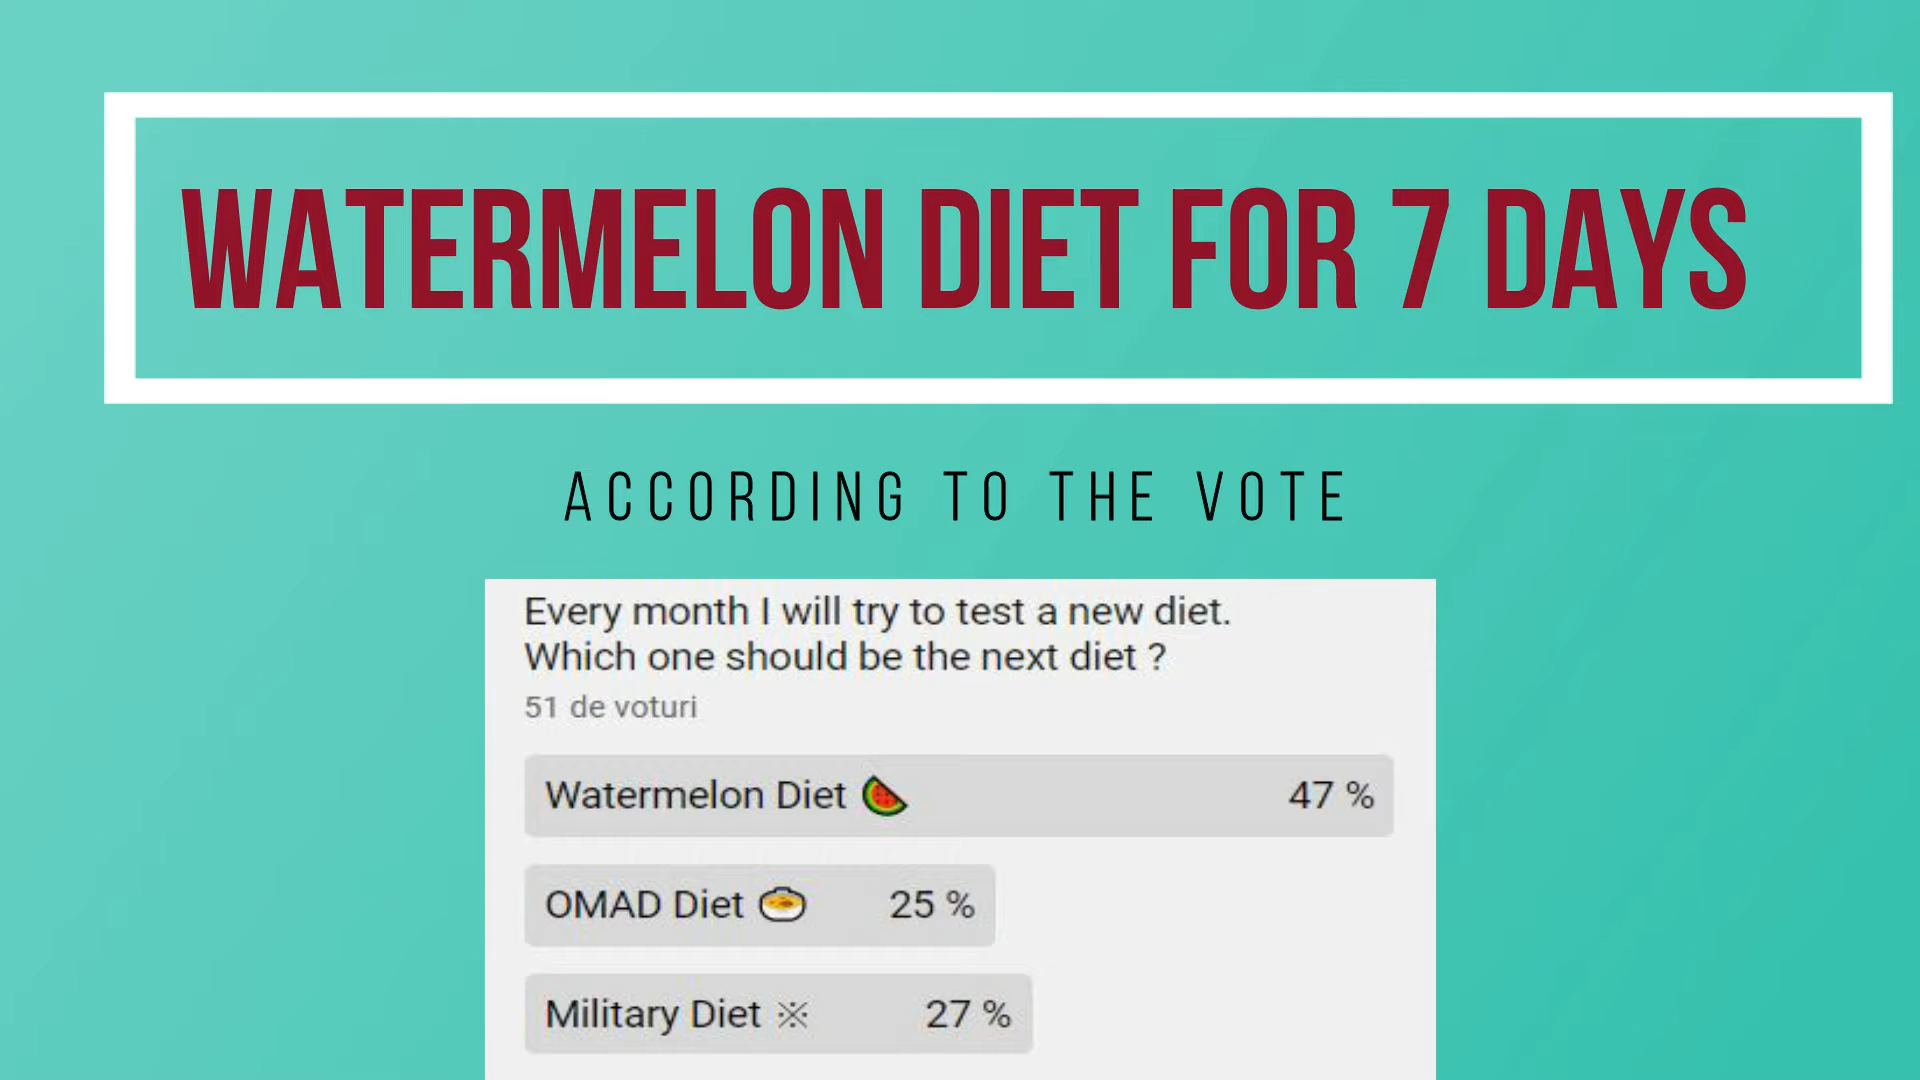 WATERMELON DIET FOR 7 DAYS
ACCORDING TO THE VOTE
Every month I will try to test a new diet.
Which one should be the next diet ?
51 de voturi
Watermelon Diet 🍉 47 %
OMAD Diet 🍲 25 %
Military Diet ※ 27 %